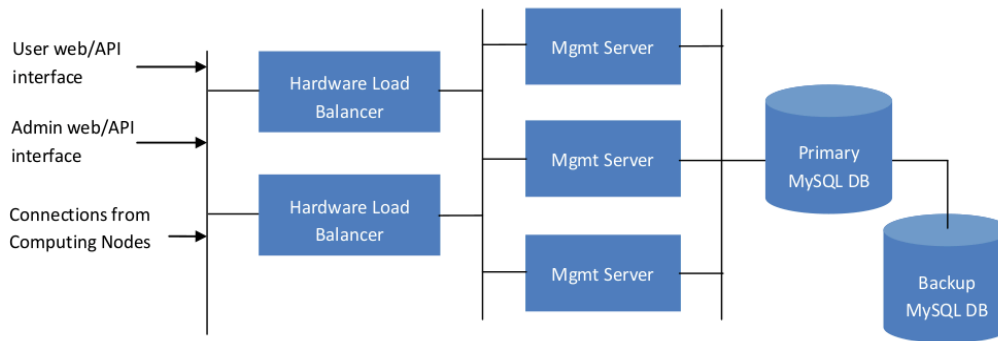 User web/API
interface
Admin web/API
interface
Connections from
Computing Nodes
Hardware Load
Balancer
Hardware Load
Balancer
Mgmt Server
Mgmt Server
Mgmt Server
Primary
MySQL DB
Backup
MySQL DB